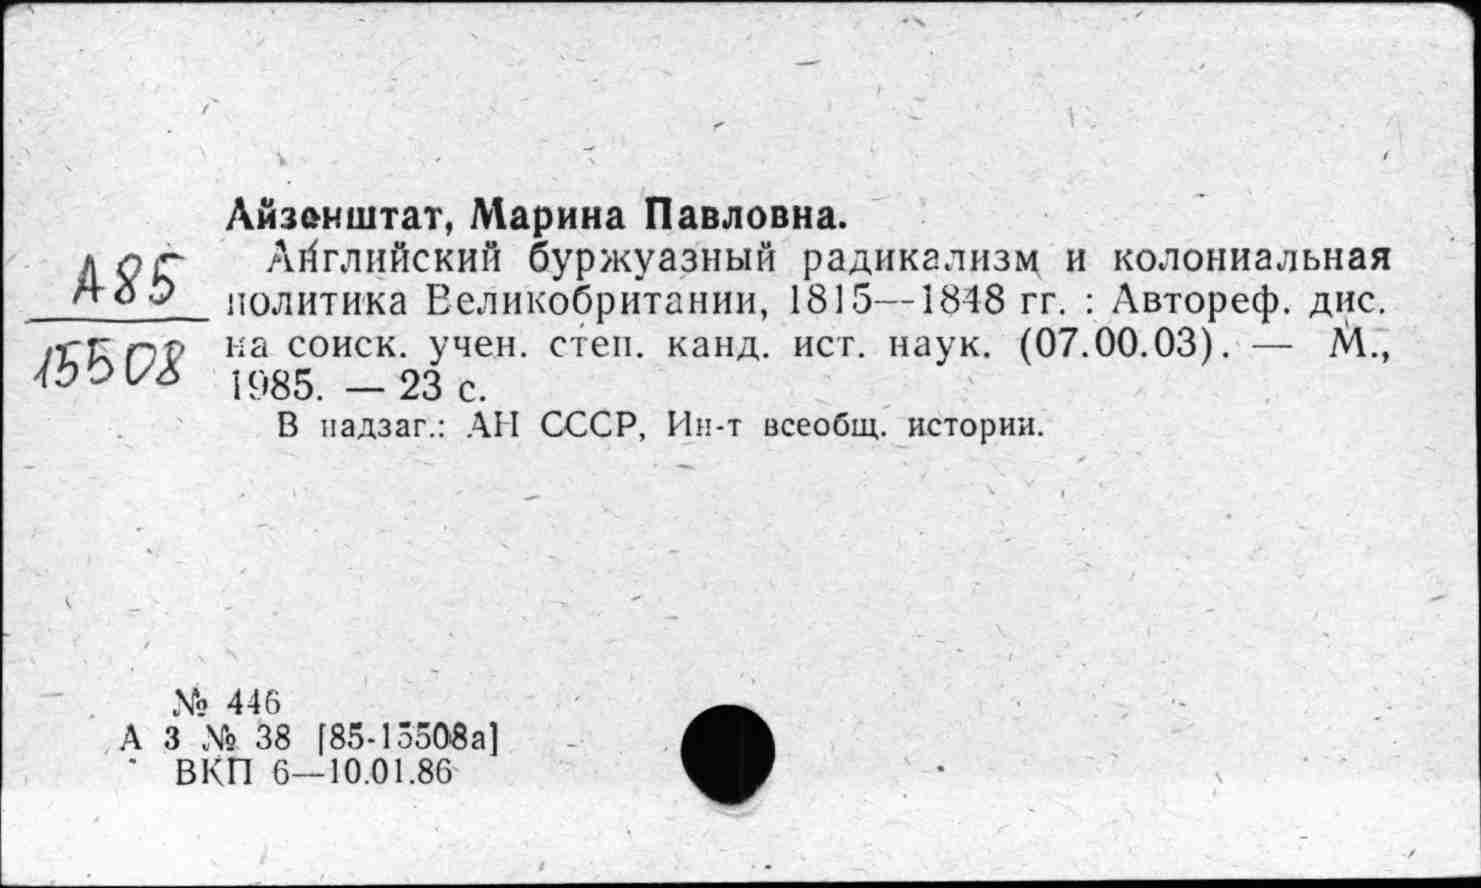 Айзенштат, Марина Павловна.
Английский буржуазный радикализм и колониальная
политика Великобритании, 1815—1848 гг. : Автореф. дис.
на соиск. учен. степ. канд. ист. наук. (07.00.03). — М.,
1985. — 23 с.
В надзаг.: АН СССР, Ин-т всеобщ. истории.
А85
15508
№ 446
А 3 № 38 [85-15508а]
ВКП 6—10.01.86